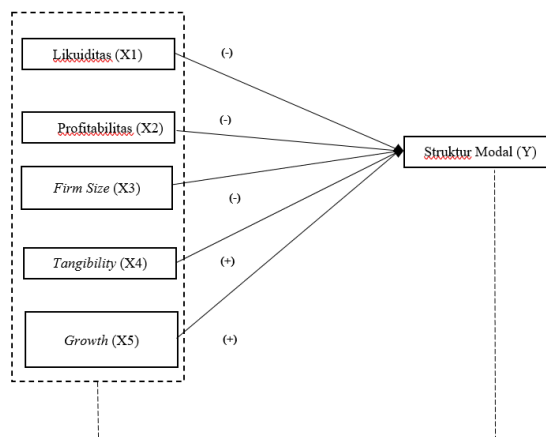 Likuiditas (X1)
(-)
Profitabilitas (X2)
(-)
Struktur Modal (Y)
Firm Size (X3)
(-)
Tangibility (X4)
(+)
Growth (X5)
(+)